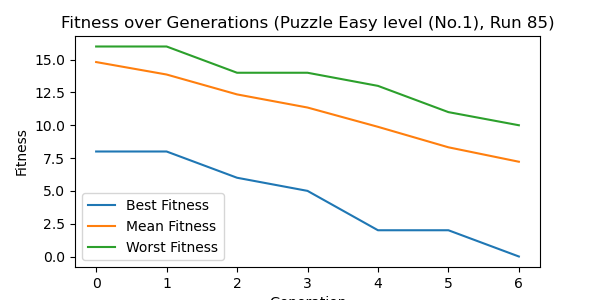 Fitness over Generations (Puzzle Easy level (No.1), Run 85)
15.0
12.5
10.0
7.5
5.0
2.5
0.0
Fitness
Best Fitness
Mean Fitness
Worst Fitness
0 1 2 3 4 5 6
Generation